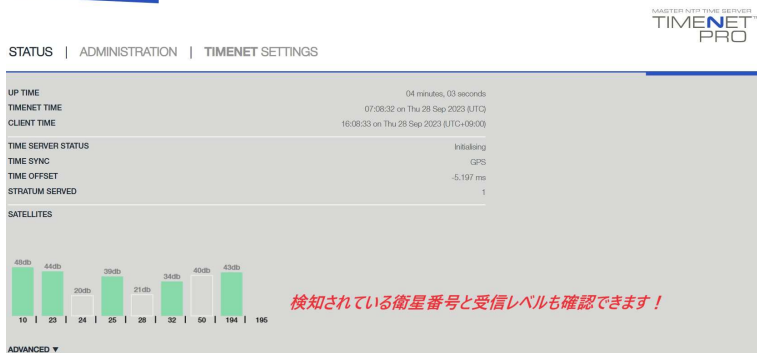 MASTER NTP TIME SERVER
TIMENET™
PRO
STATUS | ADMINISTRATION | TIMENET SETTINGS
UP TIME 04 minutes, 03 seconds
TIMENET TIME 07:08:32 on Thu 28 Sep 2023 (UTC)
CLIENT TIME 16:08:33 on Thu 28 Sep 2023 (UTC+09:00)
TIME SERVER STATUS Initialising
TIME SYNC GPS
TIME OFFSET -5.197 ms
STRATUM SERVED 1
SATELLITES
48db 44db 20db 39db 21db 34db 40db 43db
検知されている衛星番号と受信レベルも確認できます！
10 | 23 | 24 | 25 | 28 | 32 | 50 | 194 | 195
ADVANCED ▼